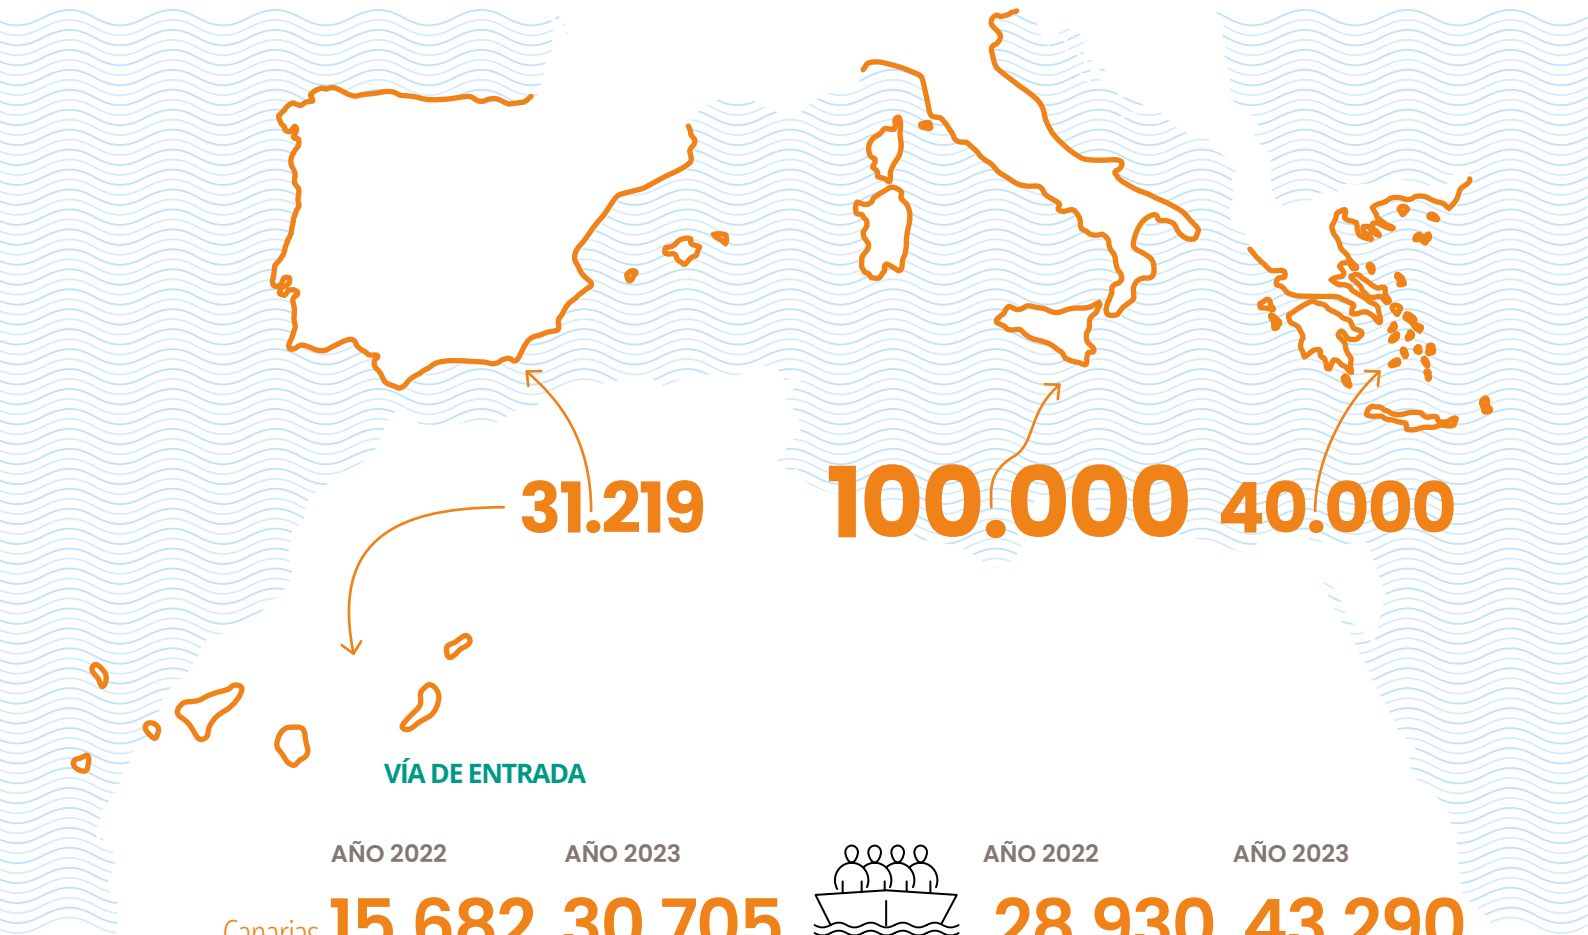 31.219
100.000
40.000
VÍA DE ENTRADA
AÑO 2022
AÑO 2023
AÑO 2022
AÑO 2023
Canarias 15.682 30.705 28.930 43.290